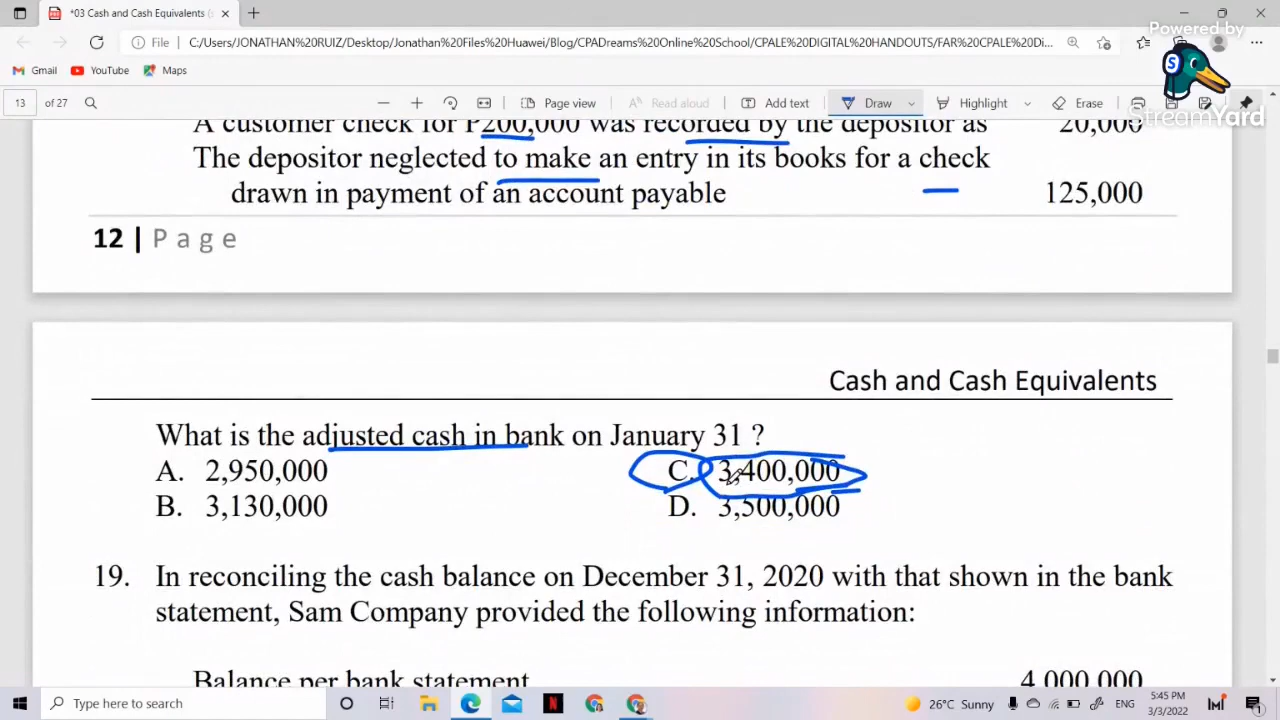 *03 Cash and Cash Equivalents (
File C:/Users/JONATHAN%20RUIZ/Desktop/Jonathan%20Files%20Huawei/Blog/CPADreams%20Online%20School/CPALE%20DIGITAL%20HANDOUTS/FAR%20CPALE%20Di...
Powered by
StreamYard
Gmail YouTube Maps
13 of 27 Page view Read aloud Add text Draw Highlight Erase
A customer check for P200,000 was recorded by the depositor as 20,000
The depositor neglected to make an entry in its books for a check
drawn in payment of an account payable 125,000
12 | Page
Cash and Cash Equivalents
What is the adjusted cash in bank on January 31 ?
A. 2,950,000 C. 3,400,000
B. 3,130,000 D. 3,500,000
19. In reconciling the cash balance on December 31, 2020 with that shown in the bank
statement, Sam Company provided the following information:
Balance per bank statement 4,000,000
Type here to search 26°C Sunny ENG 5:45 PM
3/3/2022